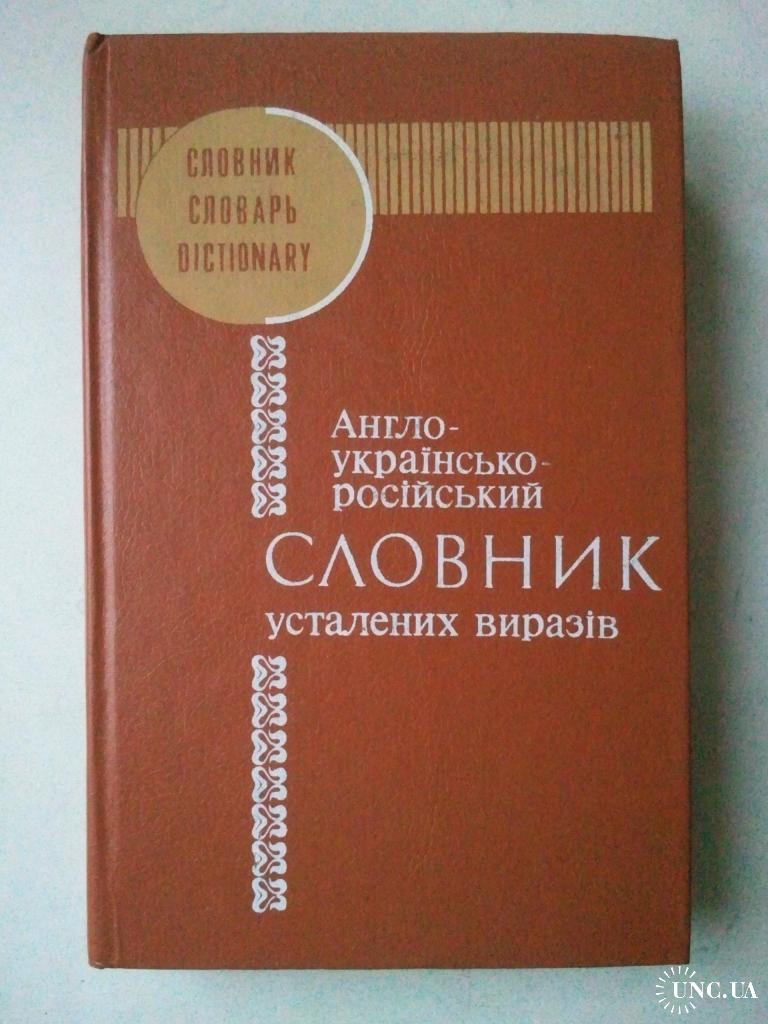 СЛОВНИК
СЛОВАРЬ
DICTIONARY
Англо-
українсько-
російський
СЛОВНИК
усталених виразів
UNC.UA